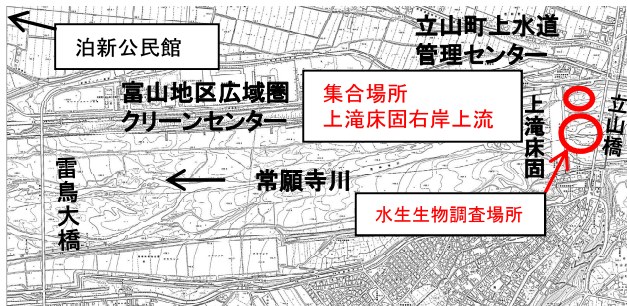 泊新公民館
立山町上水道
管理センター
富山地区広域圏
クリーンセンター
集合場所
上滝床固右岸上流
上滝床固
立山橋
雷鳥大橋
常願寺川
水生生物調査場所